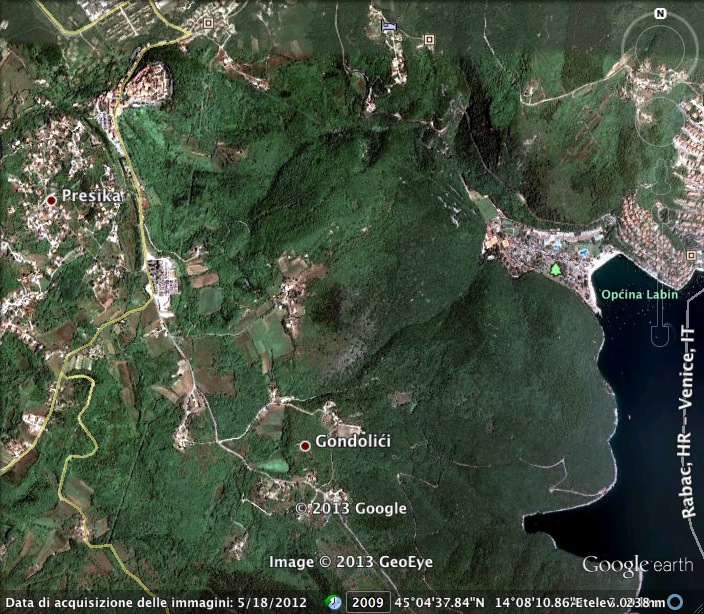 N
Presika
Općina Labin
Rabac, HR -- Venice, IT
Gondolići
© 2013 Google
Image © 2013 GeoEye
Google earth
Data di acquisizione delle immagini: 5/18/2012 2009 45°04'37.84"N 14°08'10.86"E elev